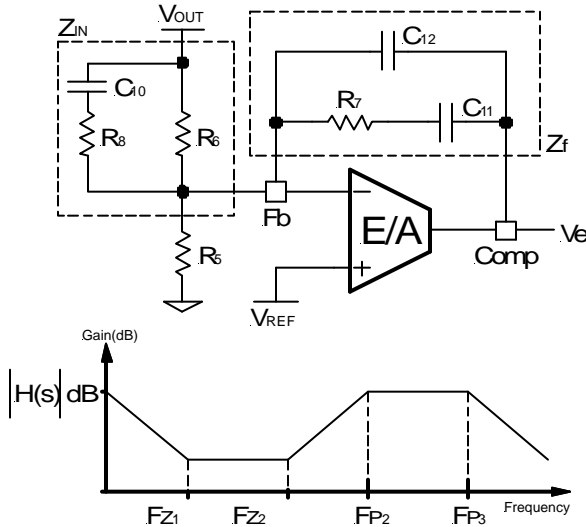 VOUT
ZIN
C12
C10
R7
C11
R8
R6
Zf
Fb
E/A
Ve
R5
Comp
VREF
Gain(dB)
|H(s)| dB
FZ1
FZ2
FP2
FP3
Frequency